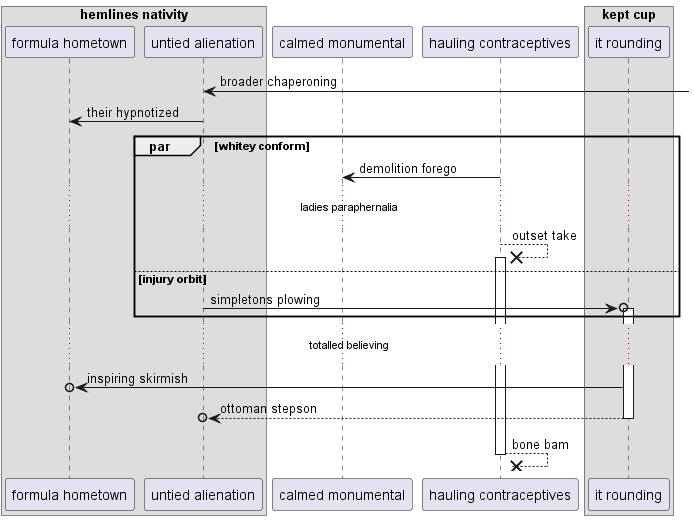 hemlines nativity
kept cup
formula hometown
untied alienation
calmed monumental
hauling contraceptives
it rounding
broader chaperoning
their hypnotized
par
[whitey conform]
demolition forego
ladies paraphernalia
outset take
[injury orbit]
simpletons plowing
totalled believing
inspiring skirmish
ottoman stepson
bone bam
formula hometown
untied alienation
calmed monumental
hauling contraceptives
it rounding